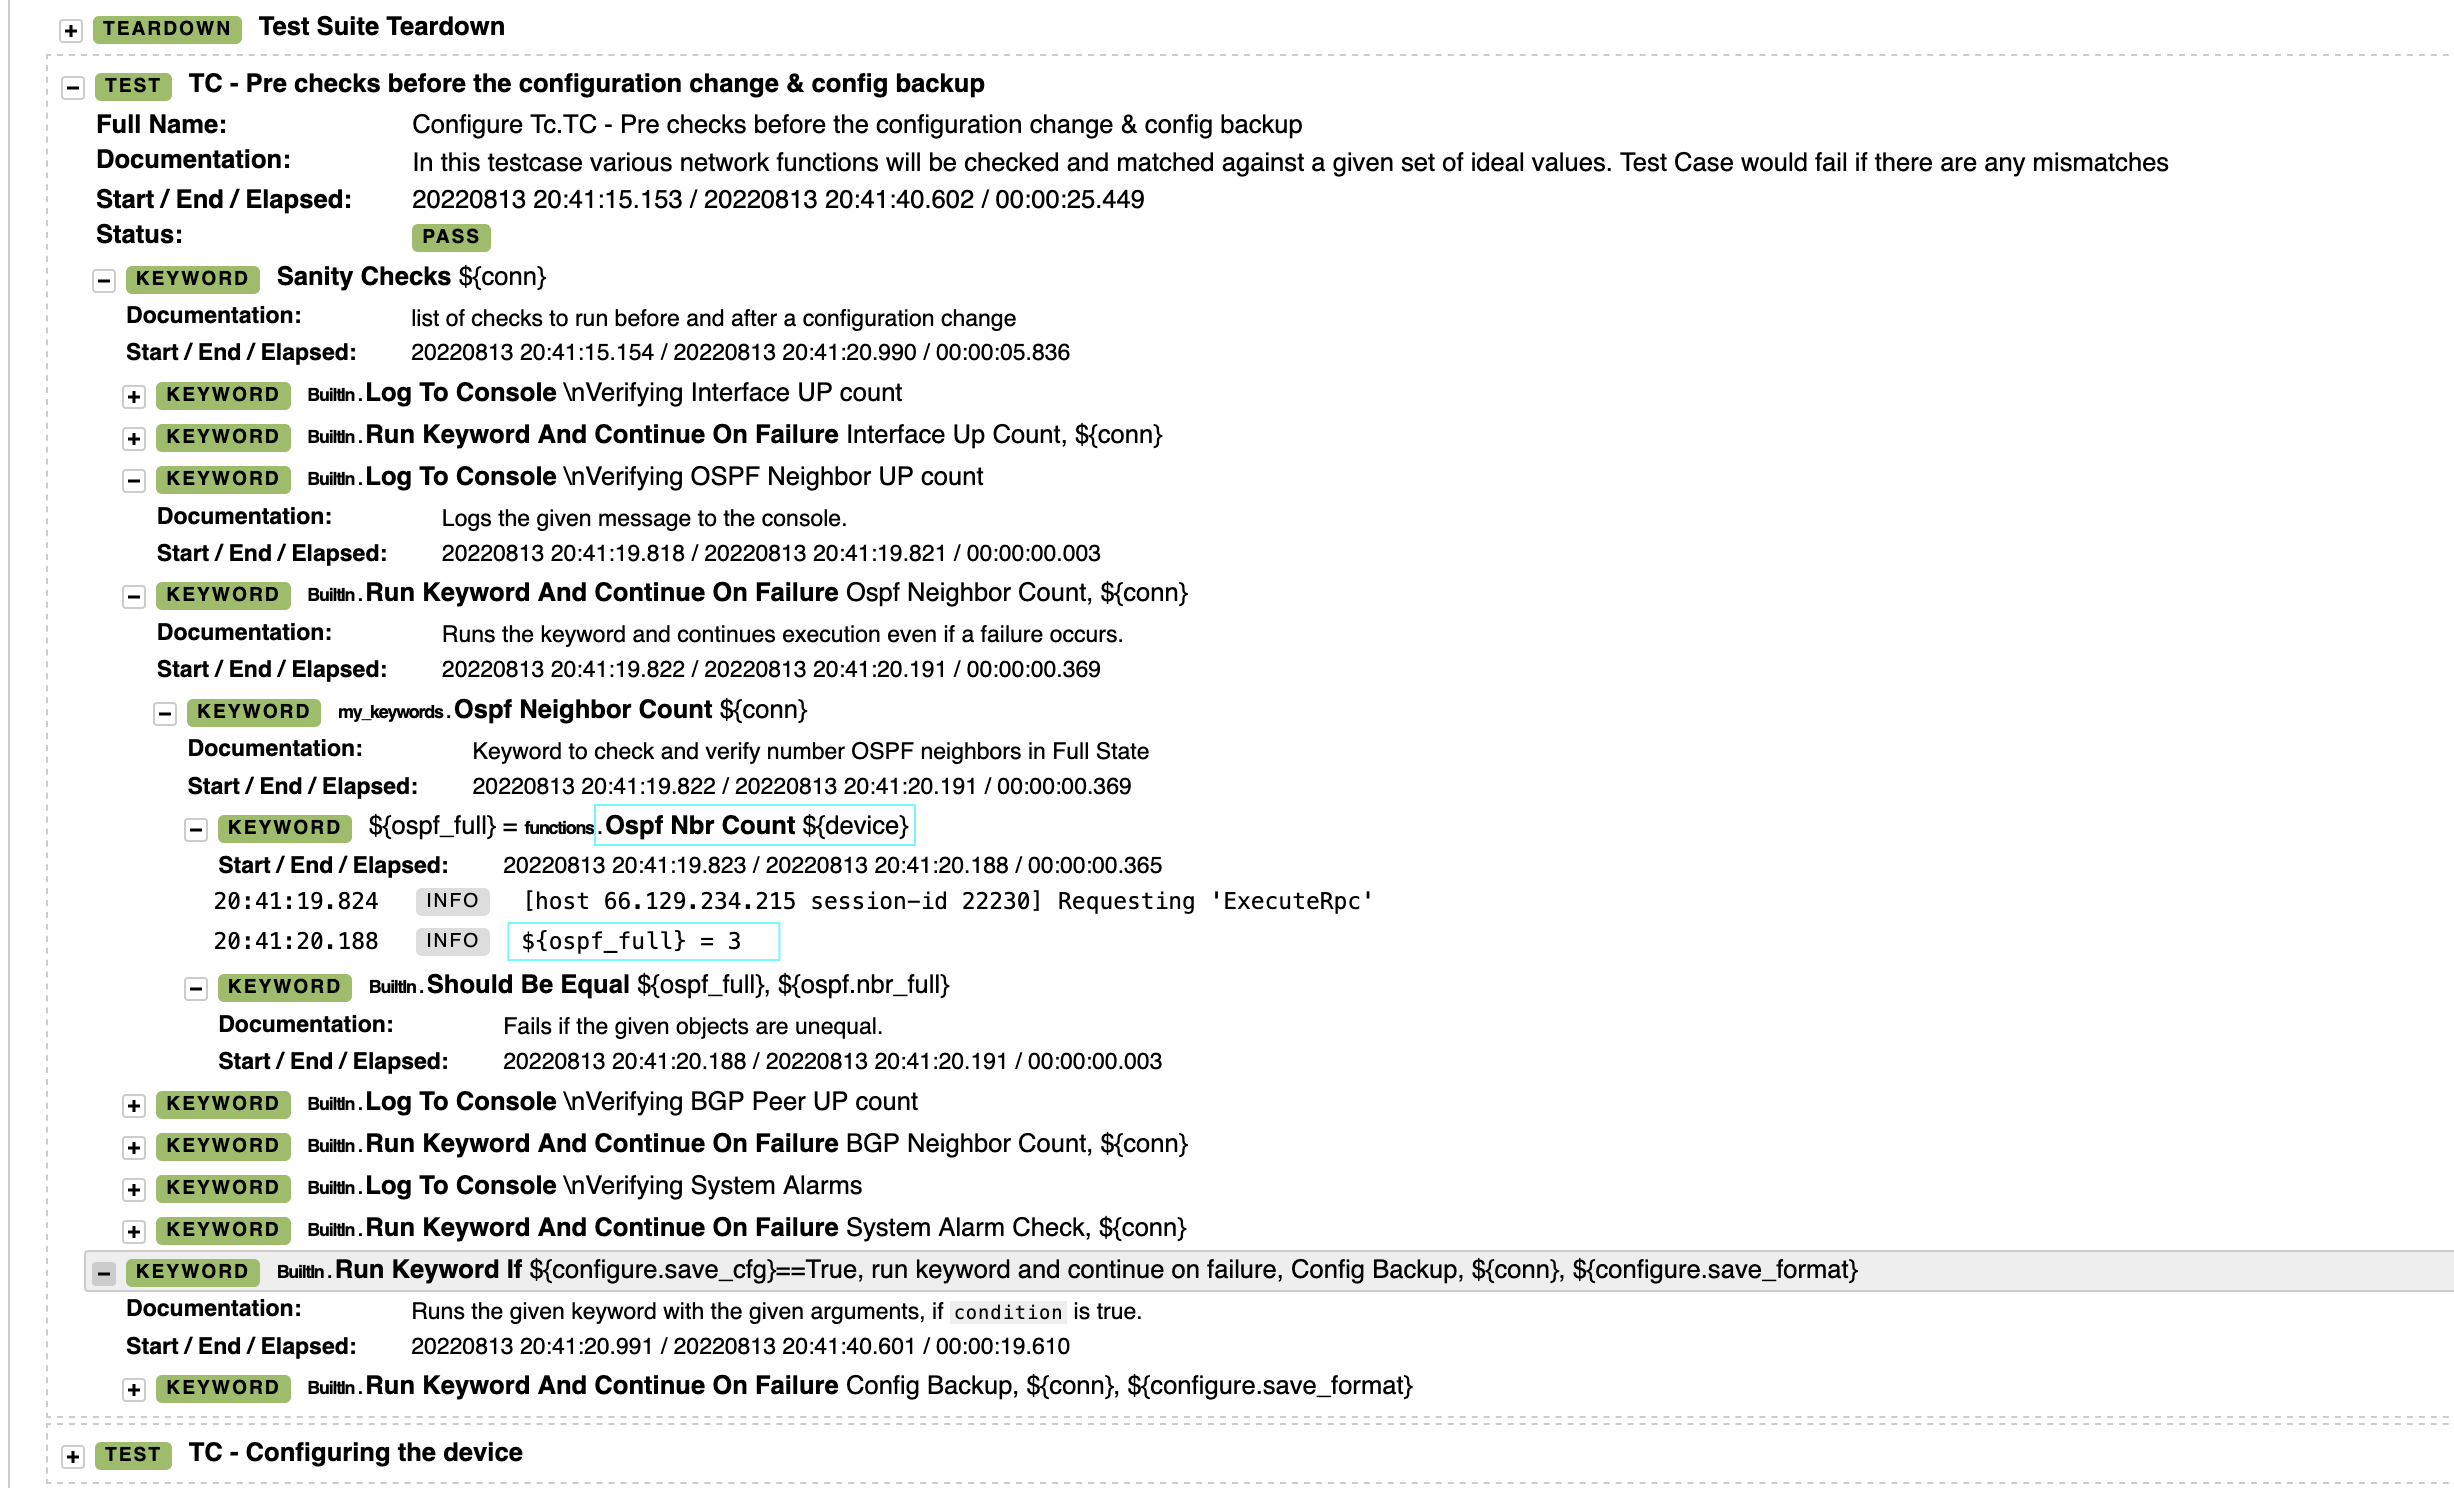 TEARDOWN Test Suite Teardown
TEST TC - Pre checks before the configuration change & config backup
Full Name: Configure Tc.TC - Pre checks before the configuration change & config backup
Documentation: In this testcase various network functions will be checked and matched against a given set of ideal values. Test Case would fail if there are any mismatches
Start / End / Elapsed: 20220813 20:41:15.153 / 20220813 20:41:40.602 / 00:00:25.449
Status: PASS
KEYWORD Sanity Checks ${conn}
Documentation: list of checks to run before and after a configuration change
Start / End / Elapsed: 20220813 20:41:15.154 / 20220813 20:41:20.990 / 00:00:05.836
KEYWORD BuiltIn.Log To Console \nVerifying Interface UP count
KEYWORD BuiltIn.Run Keyword And Continue On Failure Interface Up Count, ${conn}
KEYWORD BuiltIn.Log To Console \nVerifying OSPF Neighbor UP count
Documentation: Logs the given message to the console.
Start / End / Elapsed: 20220813 20:41:19.818 / 20220813 20:41:19.821 / 00:00:00.003
KEYWORD BuiltIn.Run Keyword And Continue On Failure Ospf Neighbor Count, ${conn}
Documentation: Runs the keyword and continues execution even if a failure occurs.
Start / End / Elapsed: 20220813 20:41:19.822 / 20220813 20:41:20.191 / 00:00:00.369
KEYWORD my_keywords.Ospf Neighbor Count ${conn}
Documentation: Keyword to check and verify number OSPF neighbors in Full State
Start / End / Elapsed: 20220813 20:41:19.822 / 20220813 20:41:20.191 / 00:00:00.369
KEYWORD ${ospf_full} = functions.Ospf Nbr Count ${device}
Start / End / Elapsed: 20220813 20:41:19.823 / 20220813 20:41:20.188 / 00:00:00.365
20:41:19.824 INFO [host 66.129.234.215 session-id 22230] Requesting 'ExecuteRpc'
20:41:20.188 INFO ${ospf_full} = 3
KEYWORD BuiltIn.Should Be Equal ${ospf_full}, ${ospf.nbr_full}
Documentation: Fails if the given objects are unequal.
Start / End / Elapsed: 20220813 20:41:20.188 / 20220813 20:41:20.191 / 00:00:00.003
KEYWORD BuiltIn.Log To Console \nVerifying BGP Peer UP count
KEYWORD BuiltIn.Run Keyword And Continue On Failure BGP Neighbor Count, ${conn}
KEYWORD BuiltIn.Log To Console \nVerifying System Alarms
KEYWORD BuiltIn.Run Keyword And Continue On Failure System Alarm Check, ${conn}
KEYWORD BuiltIn.Run Keyword If ${configure.save_cfg}==True, run keyword and continue on failure, Config Backup, ${conn}, ${configure.save_format}
Documentation: Runs the given keyword with the given arguments, if condition is true.
Start / End / Elapsed: 20220813 20:41:20.991 / 20220813 20:41:40.601 / 00:00:19.610
KEYWORD BuiltIn.Run Keyword And Continue On Failure Config Backup, ${conn}, ${configure.save_format}
TEST TC - Configuring the device